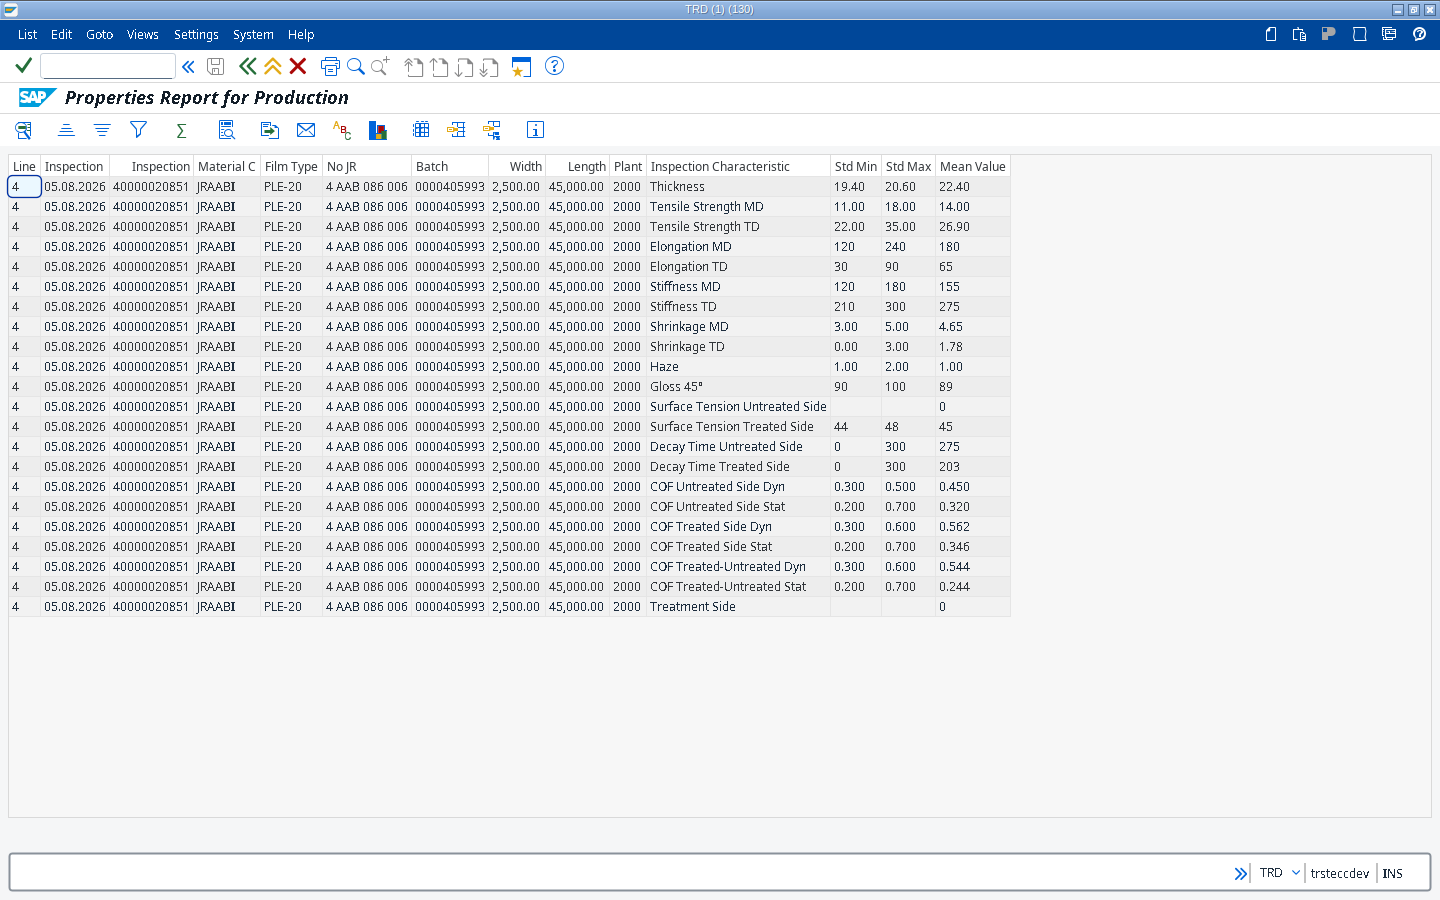 TRD (1) (130)
List Edit Goto Views Settings System Help
SAP Properties Report for Production
Line Inspection Inspection Material C Film Type No JR Batch Width Length Plant Inspection Characteristic Std Min Std Max Mean Value
4 05.08.2026 40000020851 JRAABI PLE-20 4 AAB 086 006 0000405993 2,500.00 45,000.00 2000 Thickness 19.40 20.60 22.40
4 05.08.2026 40000020851 JRAABI PLE-20 4 AAB 086 006 0000405993 2,500.00 45,000.00 2000 Tensile Strength MD 11.00 18.00 14.00
4 05.08.2026 40000020851 JRAABI PLE-20 4 AAB 086 006 0000405993 2,500.00 45,000.00 2000 Tensile Strength TD 22.00 35.00 26.90
4 05.08.2026 40000020851 JRAABI PLE-20 4 AAB 086 006 0000405993 2,500.00 45,000.00 2000 Elongation MD 120 240 180
4 05.08.2026 40000020851 JRAABI PLE-20 4 AAB 086 006 0000405993 2,500.00 45,000.00 2000 Elongation TD 30 90 65
4 05.08.2026 40000020851 JRAABI PLE-20 4 AAB 086 006 0000405993 2,500.00 45,000.00 2000 Stiffness MD 120 180 155
4 05.08.2026 40000020851 JRAABI PLE-20 4 AAB 086 006 0000405993 2,500.00 45,000.00 2000 Stiffness TD 210 300 275
4 05.08.2026 40000020851 JRAABI PLE-20 4 AAB 086 006 0000405993 2,500.00 45,000.00 2000 Shrinkage MD 3.00 5.00 4.65
4 05.08.2026 40000020851 JRAABI PLE-20 4 AAB 086 006 0000405993 2,500.00 45,000.00 2000 Shrinkage TD 0.00 3.00 1.78
4 05.08.2026 40000020851 JRAABI PLE-20 4 AAB 086 006 0000405993 2,500.00 45,000.00 2000 Haze 1.00 2.00 1.00
4 05.08.2026 40000020851 JRAABI PLE-20 4 AAB 086 006 0000405993 2,500.00 45,000.00 2000 Gloss 45° 90 100 89
4 05.08.2026 40000020851 JRAABI PLE-20 4 AAB 086 006 0000405993 2,500.00 45,000.00 2000 Surface Tension Untreated Side 0
4 05.08.2026 40000020851 JRAABI PLE-20 4 AAB 086 006 0000405993 2,500.00 45,000.00 2000 Surface Tension Treated Side 44 48 45
4 05.08.2026 40000020851 JRAABI PLE-20 4 AAB 086 006 0000405993 2,500.00 45,000.00 2000 Decay Time Untreated Side 0 300 275
4 05.08.2026 40000020851 JRAABI PLE-20 4 AAB 086 006 0000405993 2,500.00 45,000.00 2000 Decay Time Treated Side 0 300 203
4 05.08.2026 40000020851 JRAABI PLE-20 4 AAB 086 006 0000405993 2,500.00 45,000.00 2000 COF Untreated Side Dyn 0.300 0.500 0.450
4 05.08.2026 40000020851 JRAABI PLE-20 4 AAB 086 006 0000405993 2,500.00 45,000.00 2000 COF Untreated Side Stat 0.200 0.700 0.320
4 05.08.2026 40000020851 JRAABI PLE-20 4 AAB 086 006 0000405993 2,500.00 45,000.00 2000 COF Treated Side Dyn 0.300 0.600 0.562
4 05.08.2026 40000020851 JRAABI PLE-20 4 AAB 086 006 0000405993 2,500.00 45,000.00 2000 COF Treated Side Stat 0.200 0.700 0.346
4 05.08.2026 40000020851 JRAABI PLE-20 4 AAB 086 006 0000405993 2,500.00 45,000.00 2000 COF Treated-Untreated Dyn 0.300 0.600 0.544
4 05.08.2026 40000020851 JRAABI PLE-20 4 AAB 086 006 0000405993 2,500.00 45,000.00 2000 COF Treated-Untreated Stat 0.200 0.700 0.244
4 05.08.2026 40000020851 JRAABI PLE-20 4 AAB 086 006 0000405993 2,500.00 45,000.00 2000 Treatment Side 0
TRD trsteccdev INS